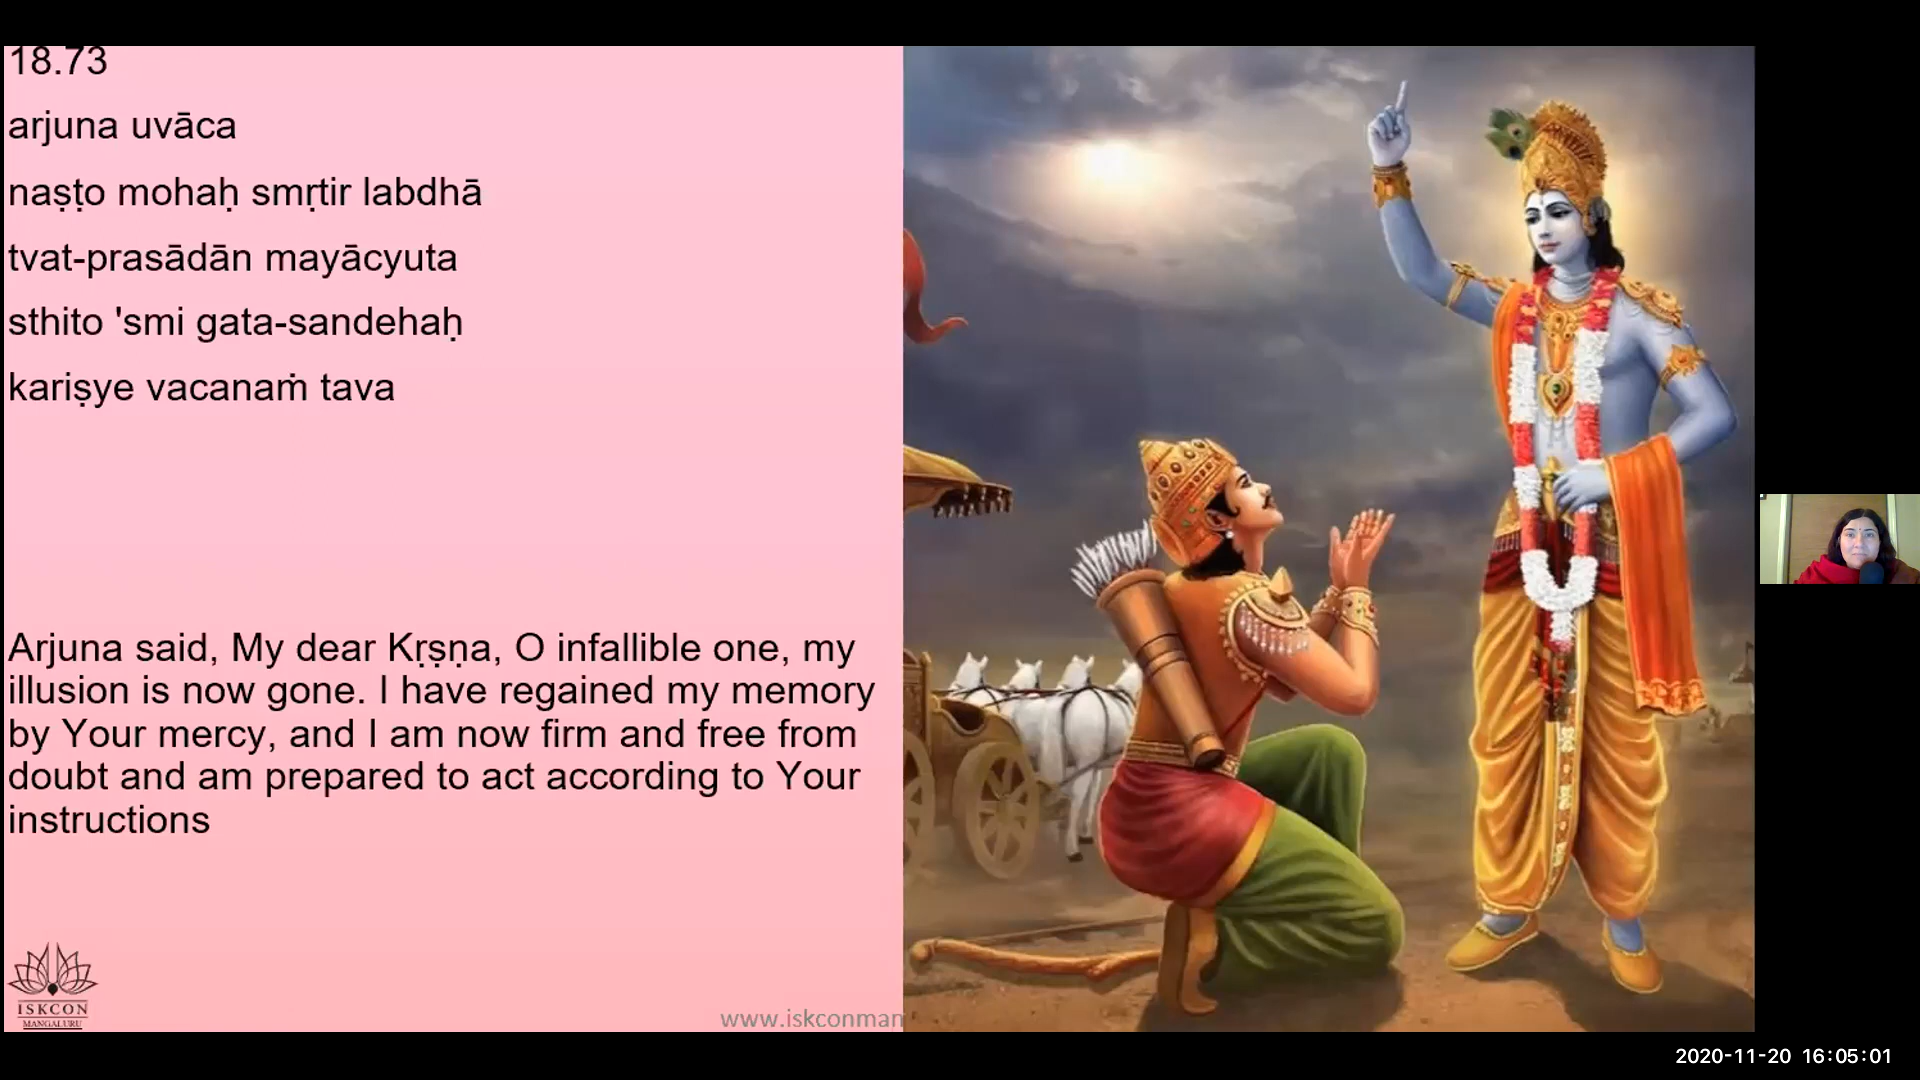 18.73
arjuna uvāca
naṣṭo mohaḥ smṛtir labdhā
tvat-prasādān mayācyuta
sthito 'smi gata-sandehaḥ
kariṣye vacanaṁ tava
Arjuna said, My dear Kṛṣṇa, O infallible one, my
illusion is now gone. I have regained my memory
by Your mercy, and I am now firm and free from
doubt and am prepared to act according to Your
instructions
ISKCON
MANGALURU
www.iskconman
2020-11-20 16:05:01